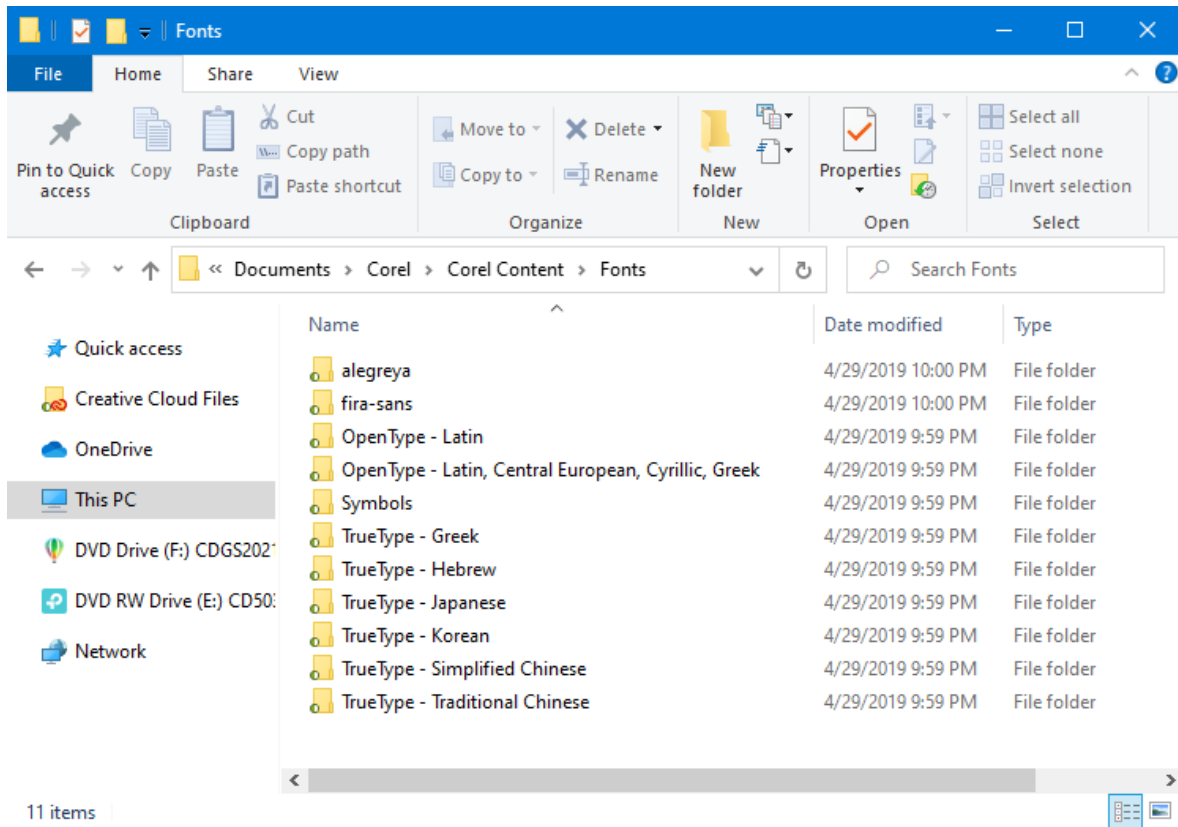 Fonts
File Home Share View
Pin to Quick access
Copy
Paste
Cut
Copy path
Paste shortcut
Clipboard
Move to
Copy to
Delete
Rename
Organize
New folder
New
Properties
Open
Select all
Select none
Invert selection
Select
« Documents > Corel > Corel Content > Fonts
Search Fonts
Quick access
Creative Cloud Files
OneDrive
This PC
DVD Drive (F:) CDGS2021
DVD RW Drive (E:) CD503
Network
Name Date modified Type
alegreya 4/29/2019 10:00 PM File folder
fira-sans 4/29/2019 10:00 PM File folder
OpenType - Latin 4/29/2019 9:59 PM File folder
OpenType - Latin, Central European, Cyrillic, Greek 4/29/2019 9:59 PM File folder
Symbols 4/29/2019 9:59 PM File folder
TrueType - Greek 4/29/2019 9:59 PM File folder
TrueType - Hebrew 4/29/2019 9:59 PM File folder
TrueType - Japanese 4/29/2019 9:59 PM File folder
TrueType - Korean 4/29/2019 9:59 PM File folder
TrueType - Simplified Chinese 4/29/2019 9:59 PM File folder
TrueType - Traditional Chinese 4/29/2019 9:59 PM File folder
11 items